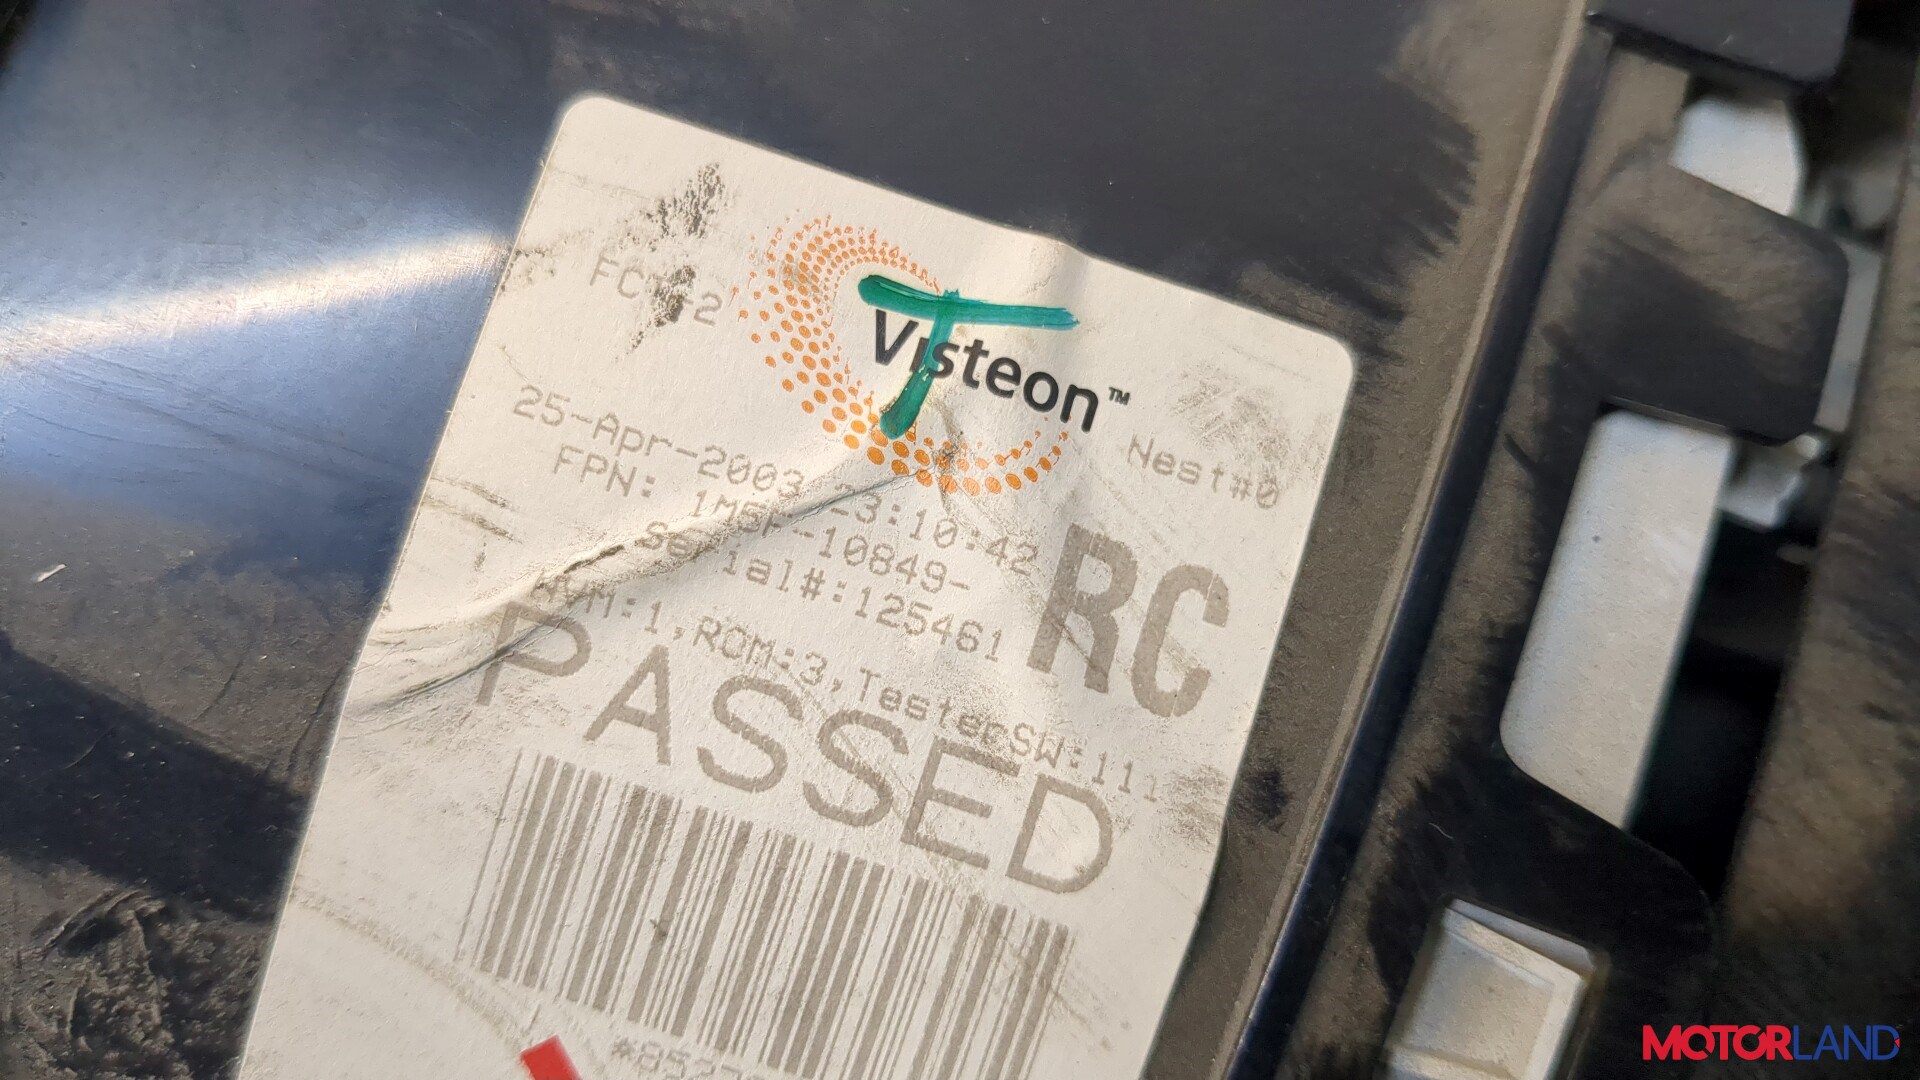 FCT-2
T
Visteon™
Nest#0
25-Apr-2003 23:10:42
FPN: 10849-
RC
Serial#:125461
ROM:3,TesterSW:111
PASSED
MOTORLAND